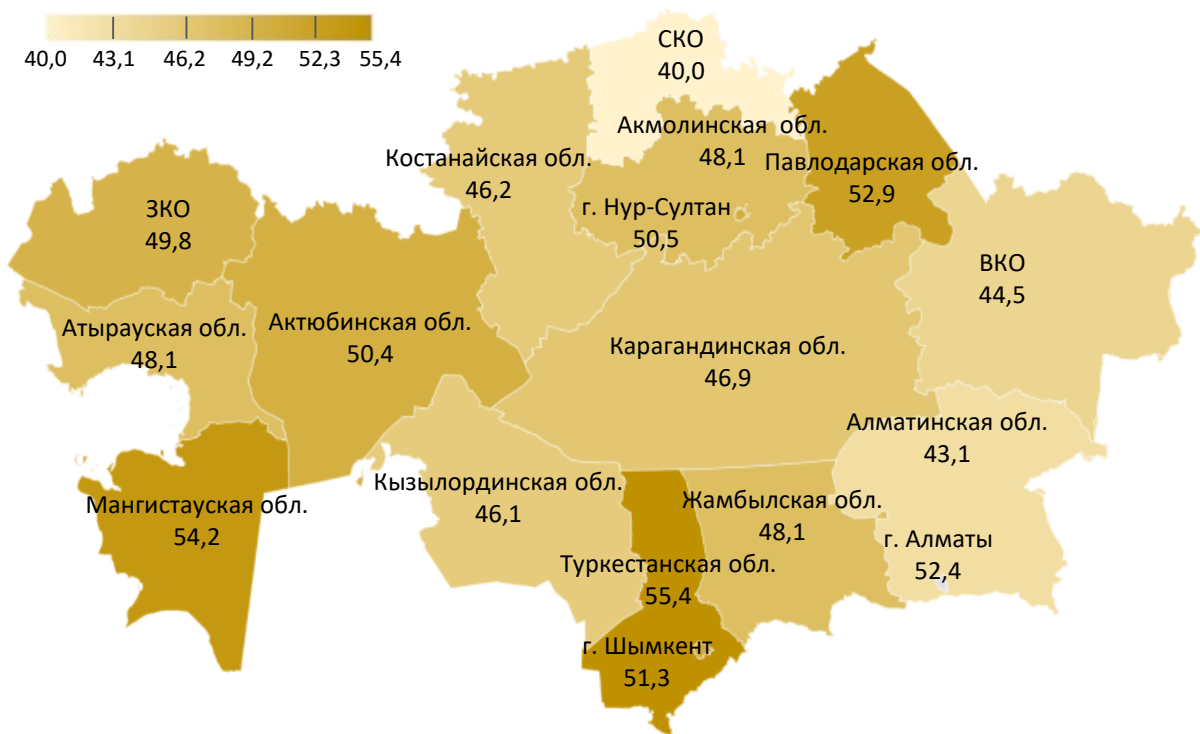 40,0 43,1 46,2 49,2 52,3 55,4
СКО
40,0
Акмолинская обл.
48,1
Костанайская обл.
46,2
Павлодарская обл.
52,9
г. Нур-Султан
50,5
ЗКО
49,8
ВКО
44,5
Атырауская обл.
48,1
Актюбинская обл.
50,4
Карагандинская обл.
46,9
Алматинская обл.
43,1
Мангистауская обл.
54,2
Кызылординская обл.
46,1
Жамбылская обл.
48,1
г. Алматы
52,4
Туркестанская обл.
55,4
г. Шымкент
51,3